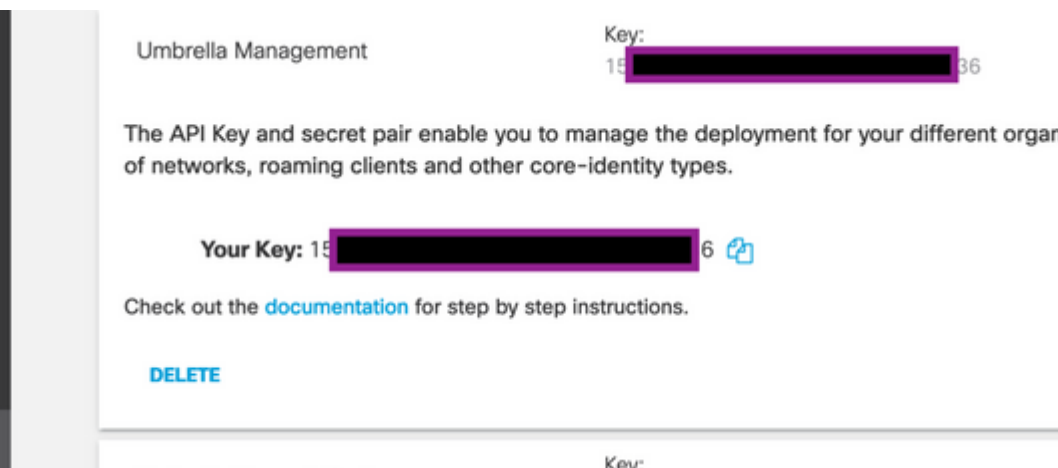 Umbrella Management
Key:
15 36
The API Key and secret pair enable you to manage the deployment for your different organ
of networks, roaming clients and other core-identity types.
Your Key: 15 6
Check out the documentation for step by step instructions.
DELETE
Key: